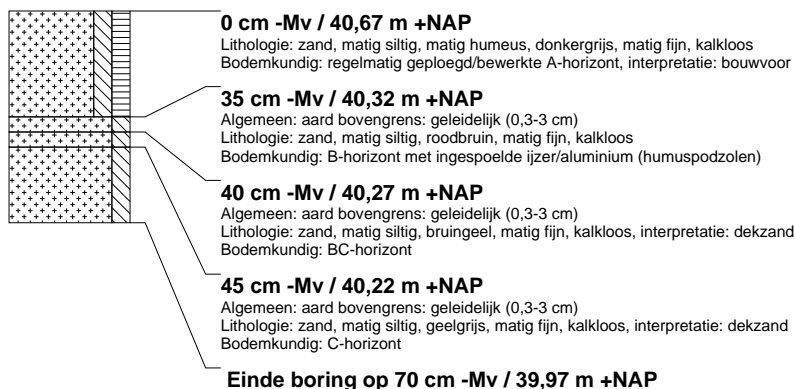 0 cm -Mv / 40,67 m +NAP
Lithologie: zand, matig siltig, matig humeus, donkergrijs, matig fijn, kalkloos
Bodemkundig: regelmatig geploegd/bewerkte A-horizont, interpretatie: bouwvoor
35 cm -Mv / 40,32 m +NAP
Algemeen: aard bovengrens: geleidelijk (0,3-3 cm)
Lithologie: zand, matig siltig, roodbruin, matig fijn, kalkloos
Bodemkundig: B-horizont met ingespoelde ijzer/aluminium (humuspodzolen)
40 cm -Mv / 40,27 m +NAP
Algemeen: aard bovengrens: geleidelijk (0,3-3 cm)
Lithologie: zand, matig siltig, bruingeel, matig fijn, kalkloos, interpretatie: dekzand
Bodemkundig: BC-horizont
45 cm -Mv / 40,22 m +NAP
Algemeen: aard bovengrens: geleidelijk (0,3-3 cm)
Lithologie: zand, matig siltig, geelgrijs, matig fijn, kalkloos, interpretatie: dekzand
Bodemkundig: C-horizont
Einde boring op 70 cm -Mv / 39,97 m +NAP